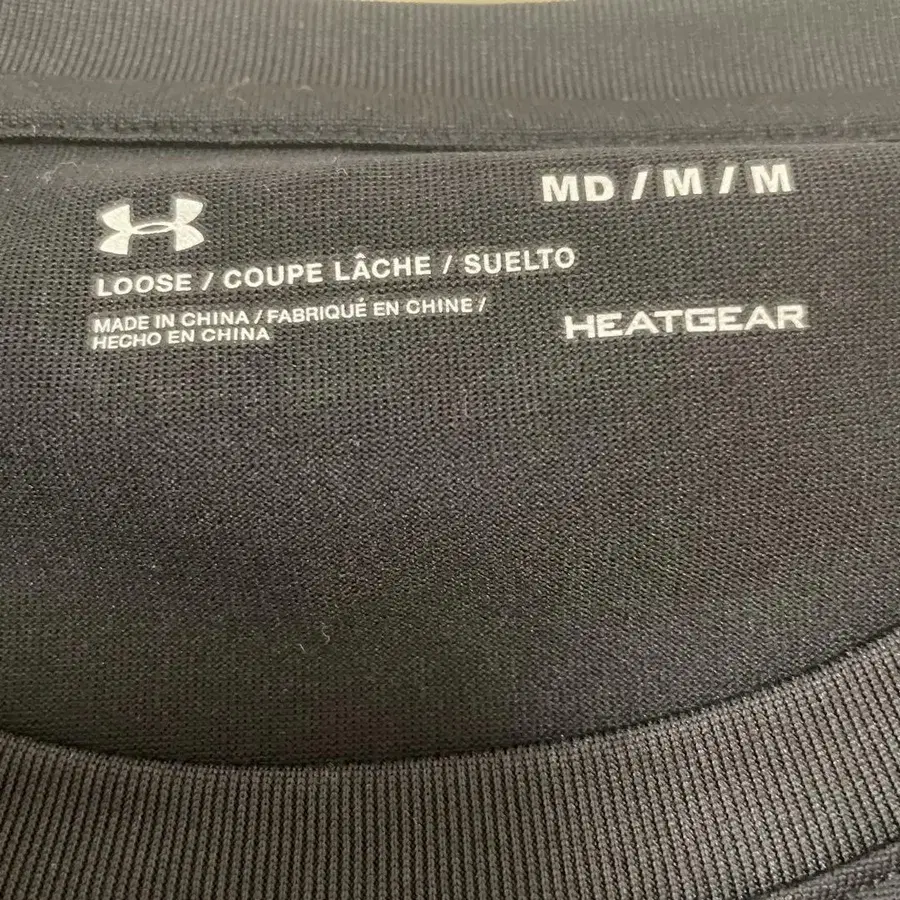 MD / M / M
LOOSE / COUPE LÂCHE / SUELTO
MADE IN CHINA / FABRIQUÉ EN CHINE /
HECHO EN CHINA
HEATGEAR